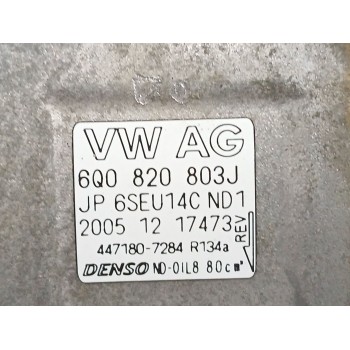 VW AG
6Q0 820 803J
JP 6SEU14C ND1
2005 12 17473 REV
447180-7284 R134a
DENSO ND-OIL8 80cm³